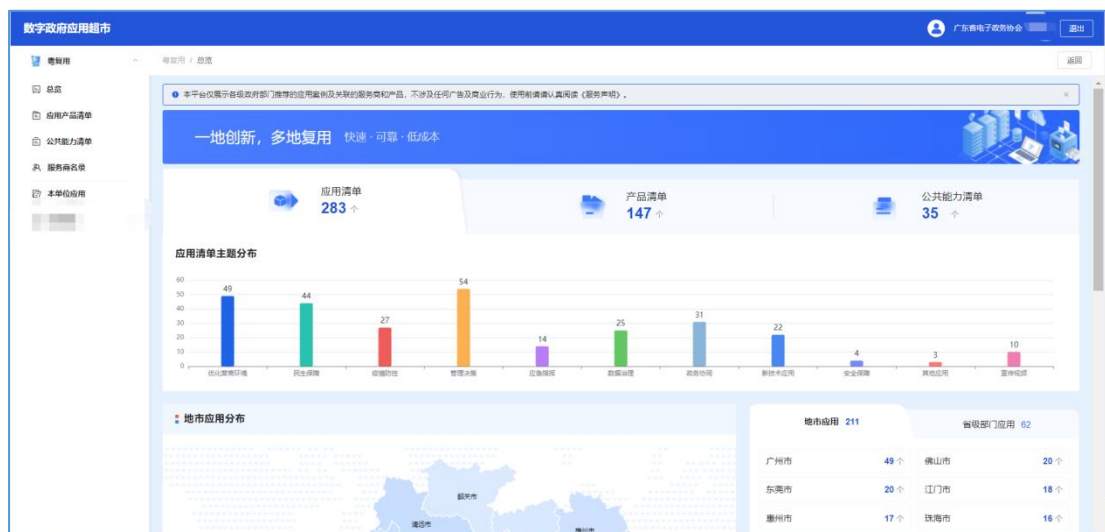 数字政府应用超市
广东省电子政务协会
退出
粤复用
粤复用 / 总览
返回
总览
应用产品清单
公共能力清单
服务商名录
本单位应用
本平台仅展示各级政府部门推荐的应用案例及关联的服务商和产品，不涉及任何广告及商业行为，使用前请请认真阅读《服务声明》。
一地创新，多地复用 快速·可靠·低成本
应用清单
283 个
产品清单
147 个
公共能力清单
35 个
应用清单主题分布
60
50
40
30
20
10
0
49
44
27
54
14
25
31
22
4
3
10
优化营商环境
民生保障
疫情防控
管理决策
应急指挥
数据治理
政务协同
新技术应用
安全保障
其他应用
宣传视频
地市应用分布
韶关市
清远市
梅州市
地市应用 211
省级部门应用 62
广州市 49 个 佛山市 20 个
东莞市 20 个 江门市 18 个
惠州市 17 个 珠海市 16 个